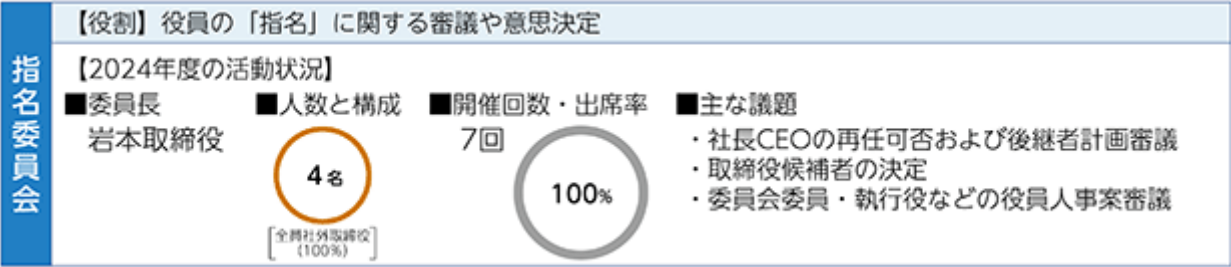 指名委員会
【役割】役員の「指名」に関する審議や意思決定
【2024年度の活動状況】
■委員長
岩本取締役
■人数と構成
4名
[全員社外取締役
(100%)]
■開催回数・出席率
7回
100%
■主な議題
・社長CEOの再任可否および後継者計画審議
・取締役候補者の決定
・委員会委員・執行役などの役員人事案審議